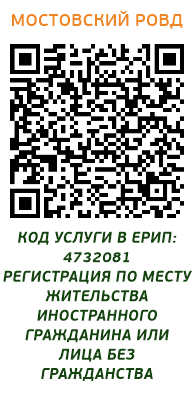 МОСТОВСКИЙ РОВД
КОД УСЛУГИ В ЕРИП:
4732081
РЕГИСТРАЦИЯ ПО МЕСТУ
ЖИТЕЛЬСТВА
ИНОСТРАННОГО
ГРАЖДАНИНА ИЛИ
ЛИЦА БЕЗ
ГРАЖДАНСТВА